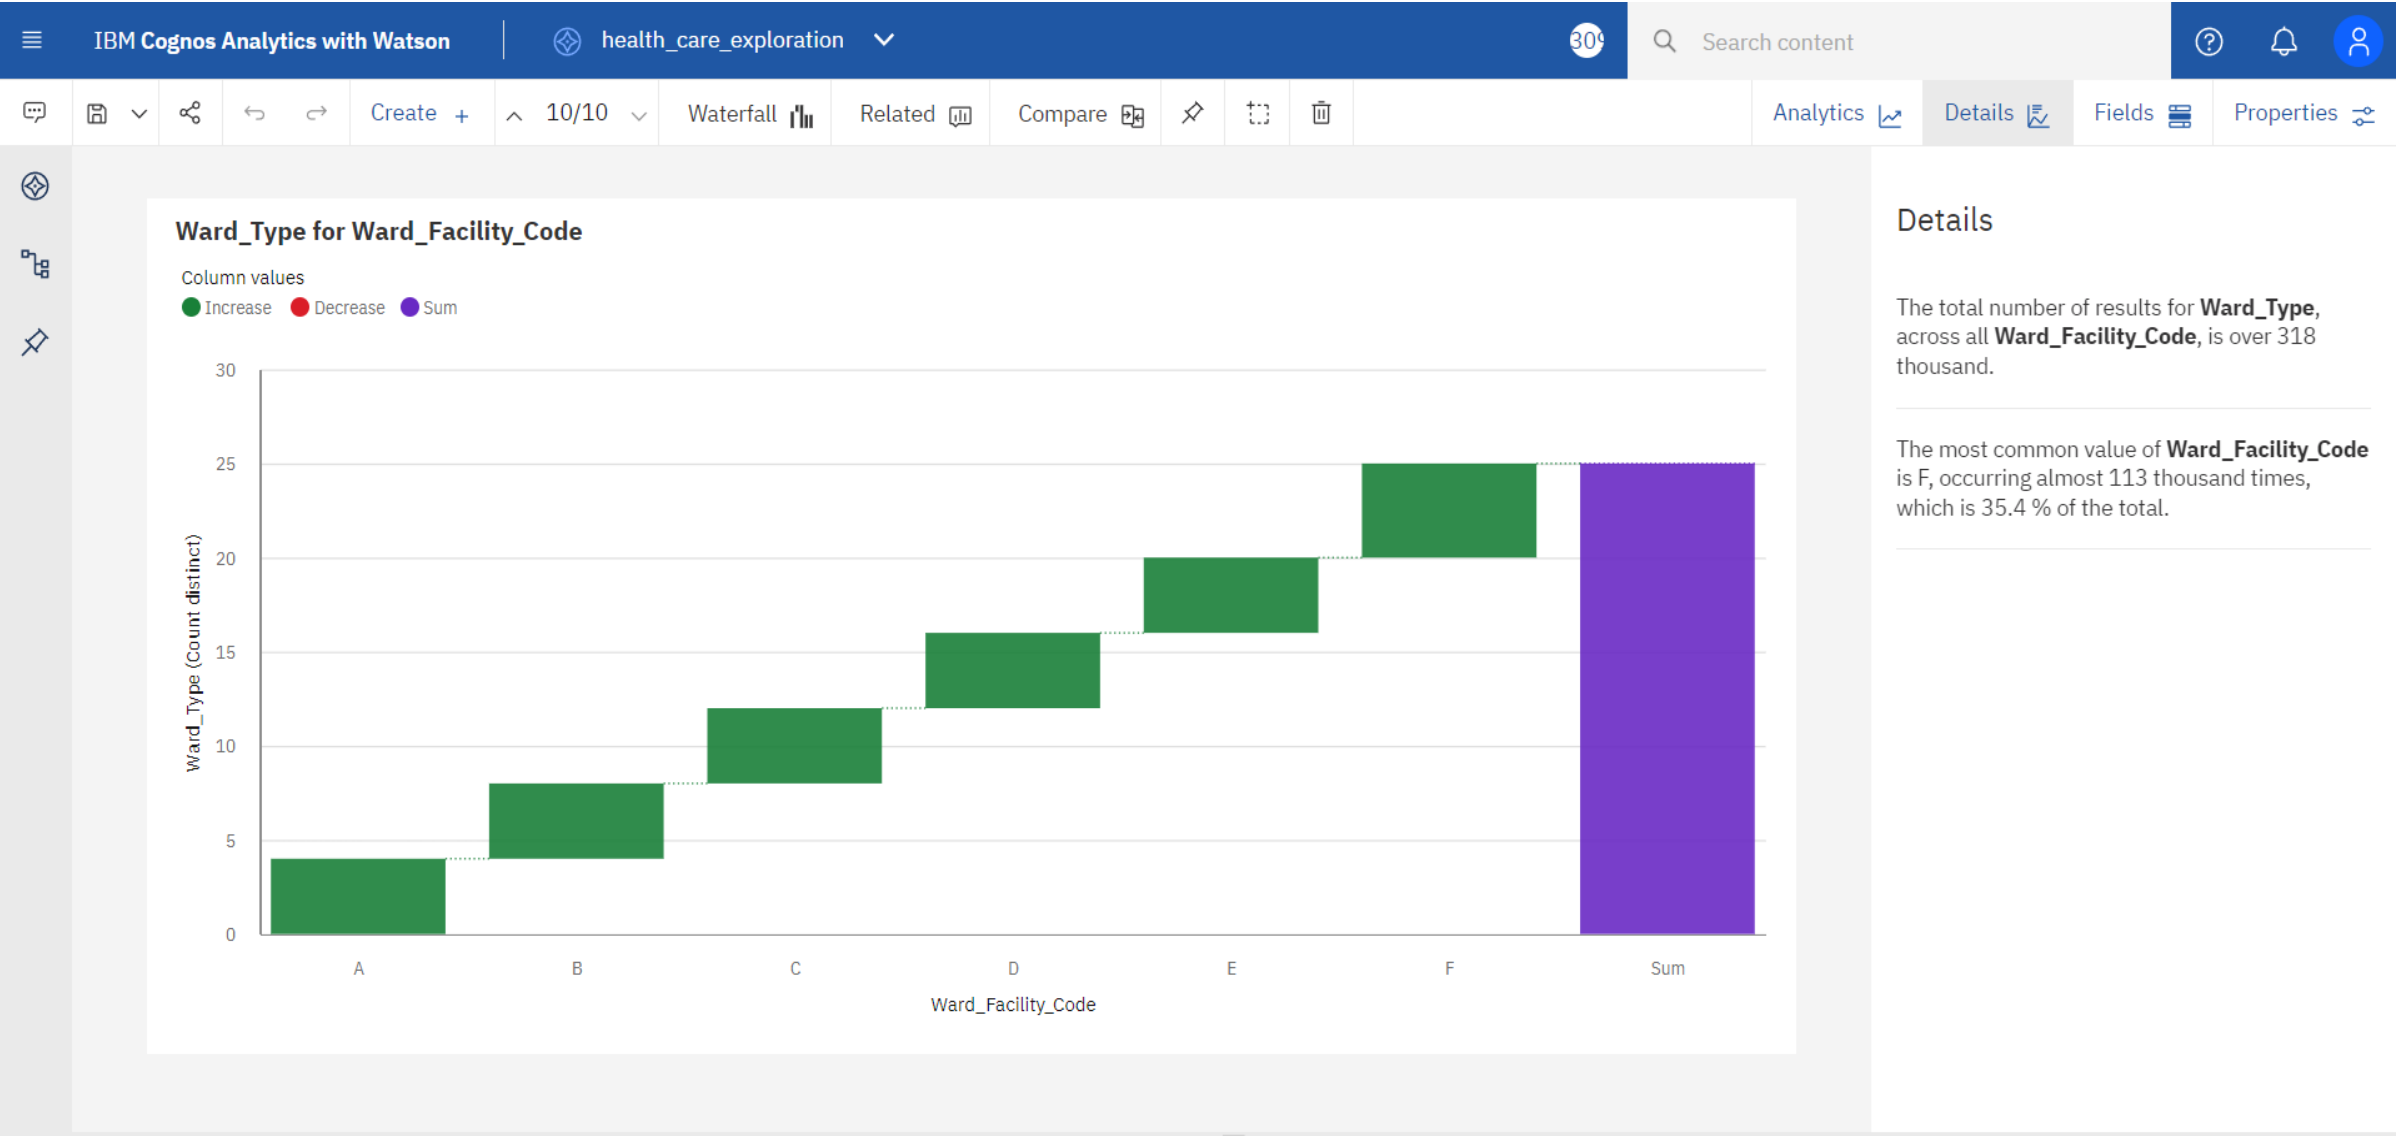 IBM Cognos Analytics with Watson
health_care_exploration
Search content
Create +
10/10
Waterfall
Related
Compare
Analytics
Details
Fields
Properties
Ward_Type for Ward_Facility_Code
Column values
Increase Decrease Sum
30
25
20
15
10
5
0
Ward_Type (Count distinct)
A B C D E F Sum
Ward_Facility_Code
Details
The total number of results for Ward_Type,
across all Ward_Facility_Code, is over 318
thousand.
The most common value of Ward_Facility_Code
is F, occurring almost 113 thousand times,
which is 35.4 % of the total.